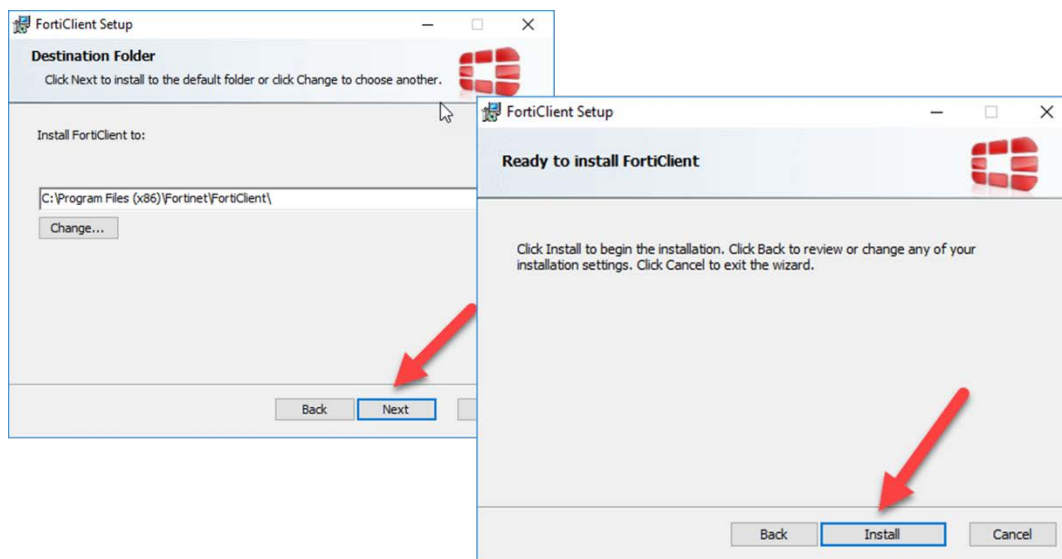 FortiClient Setup
Destination Folder
Click Next to install to the default folder or click Change to choose another.
Install FortiClient to:
C:\Program Files (x86)\Fortinet\FortiClient\
Change...
Back
Next
FortiClient Setup
Ready to install FortiClient
Click Install to begin the installation. Click Back to review or change any of your
installation settings. Click Cancel to exit the wizard.
Back
Install
Cancel